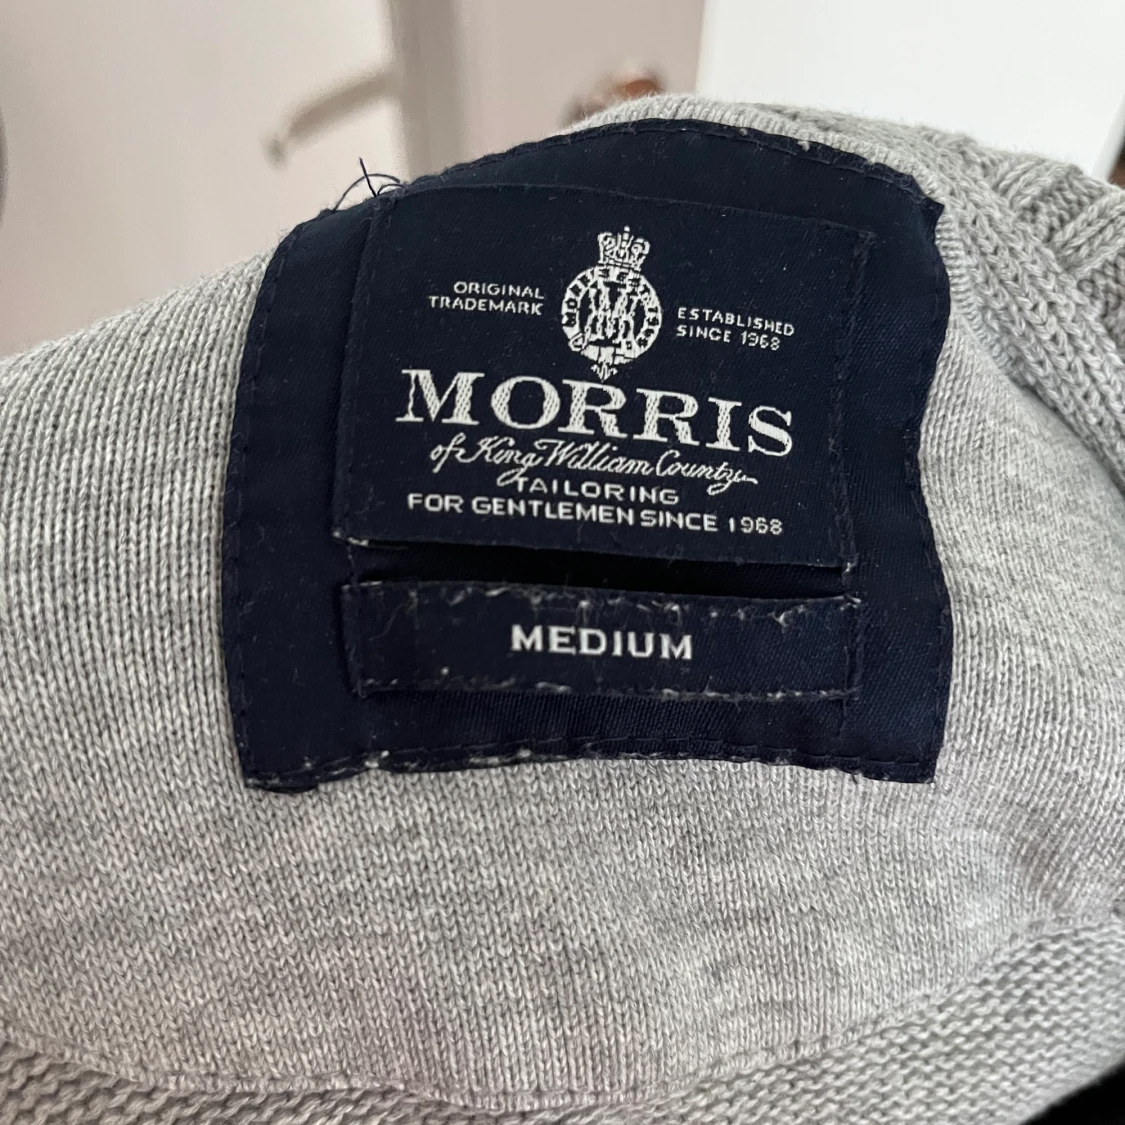 ORIGINAL
TRADEMARK
ESTABLISHED
SINCE 1968
MORRIS
of King William County
TAILORING
FOR GENTLEMEN SINCE 1968
MEDIUM